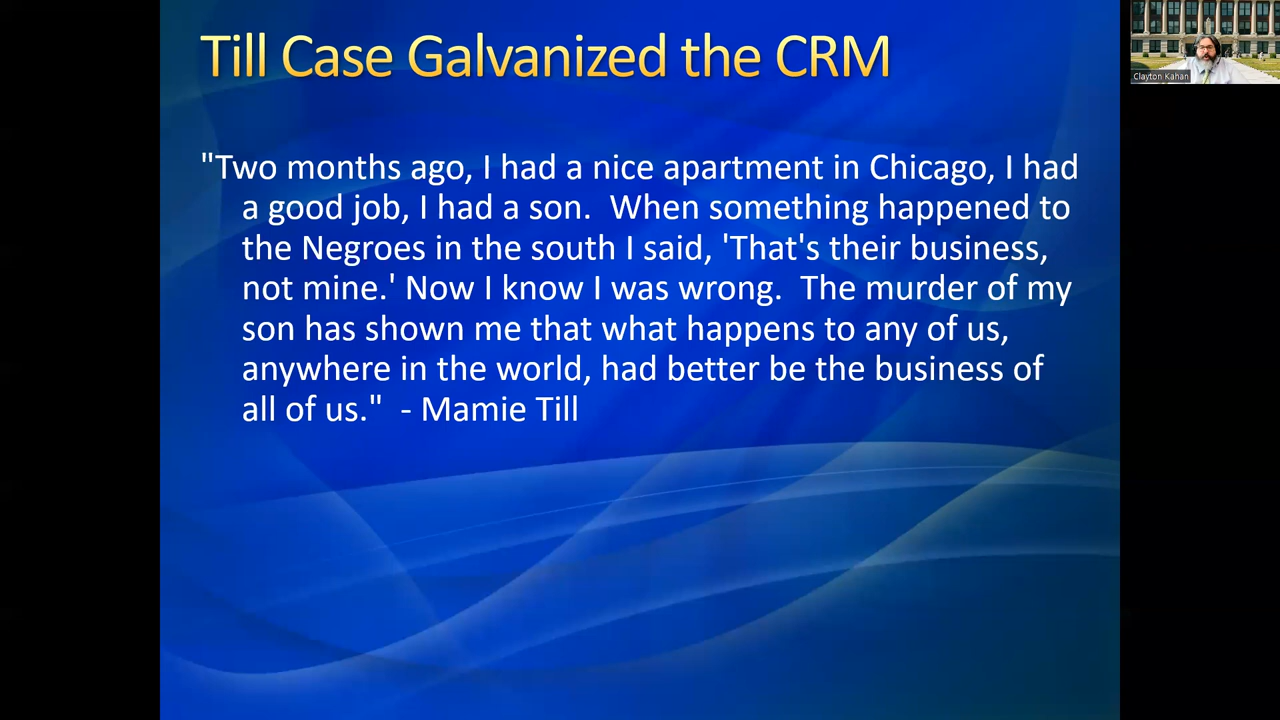 Till Case Galvanized the CRM
Clayton Kahan
"Two months ago, I had a nice apartment in Chicago, I had
a good job, I had a son.  When something happened to
the Negroes in the south I said, 'That's their business,
not mine.' Now I know I was wrong.  The murder of my
son has shown me that what happens to any of us,
anywhere in the world, had better be the business of
all of us."  - Mamie Till